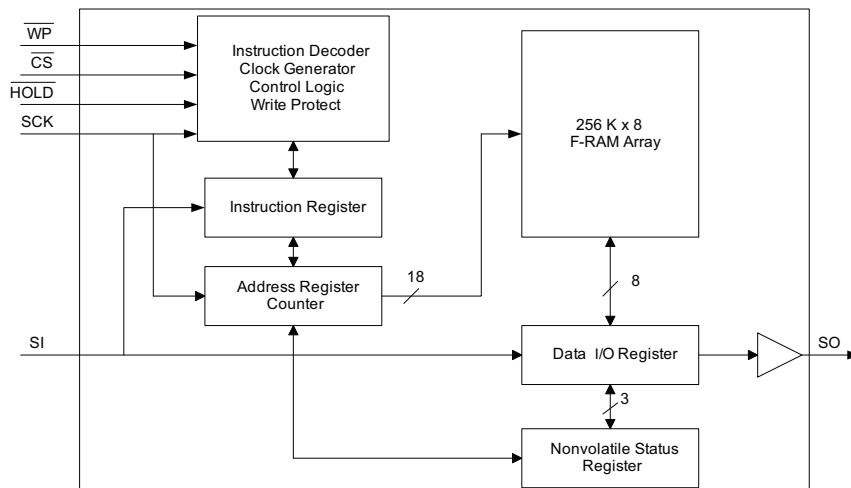 WP
CS
HOLD
SCK
Instruction Decoder
Clock Generator
Control Logic
Write Protect
256 K x 8
F-RAM Array
Instruction Register
Address Register
Counter
18
8
SI
Data I/O Register
SO
3
Nonvolatile Status
Register